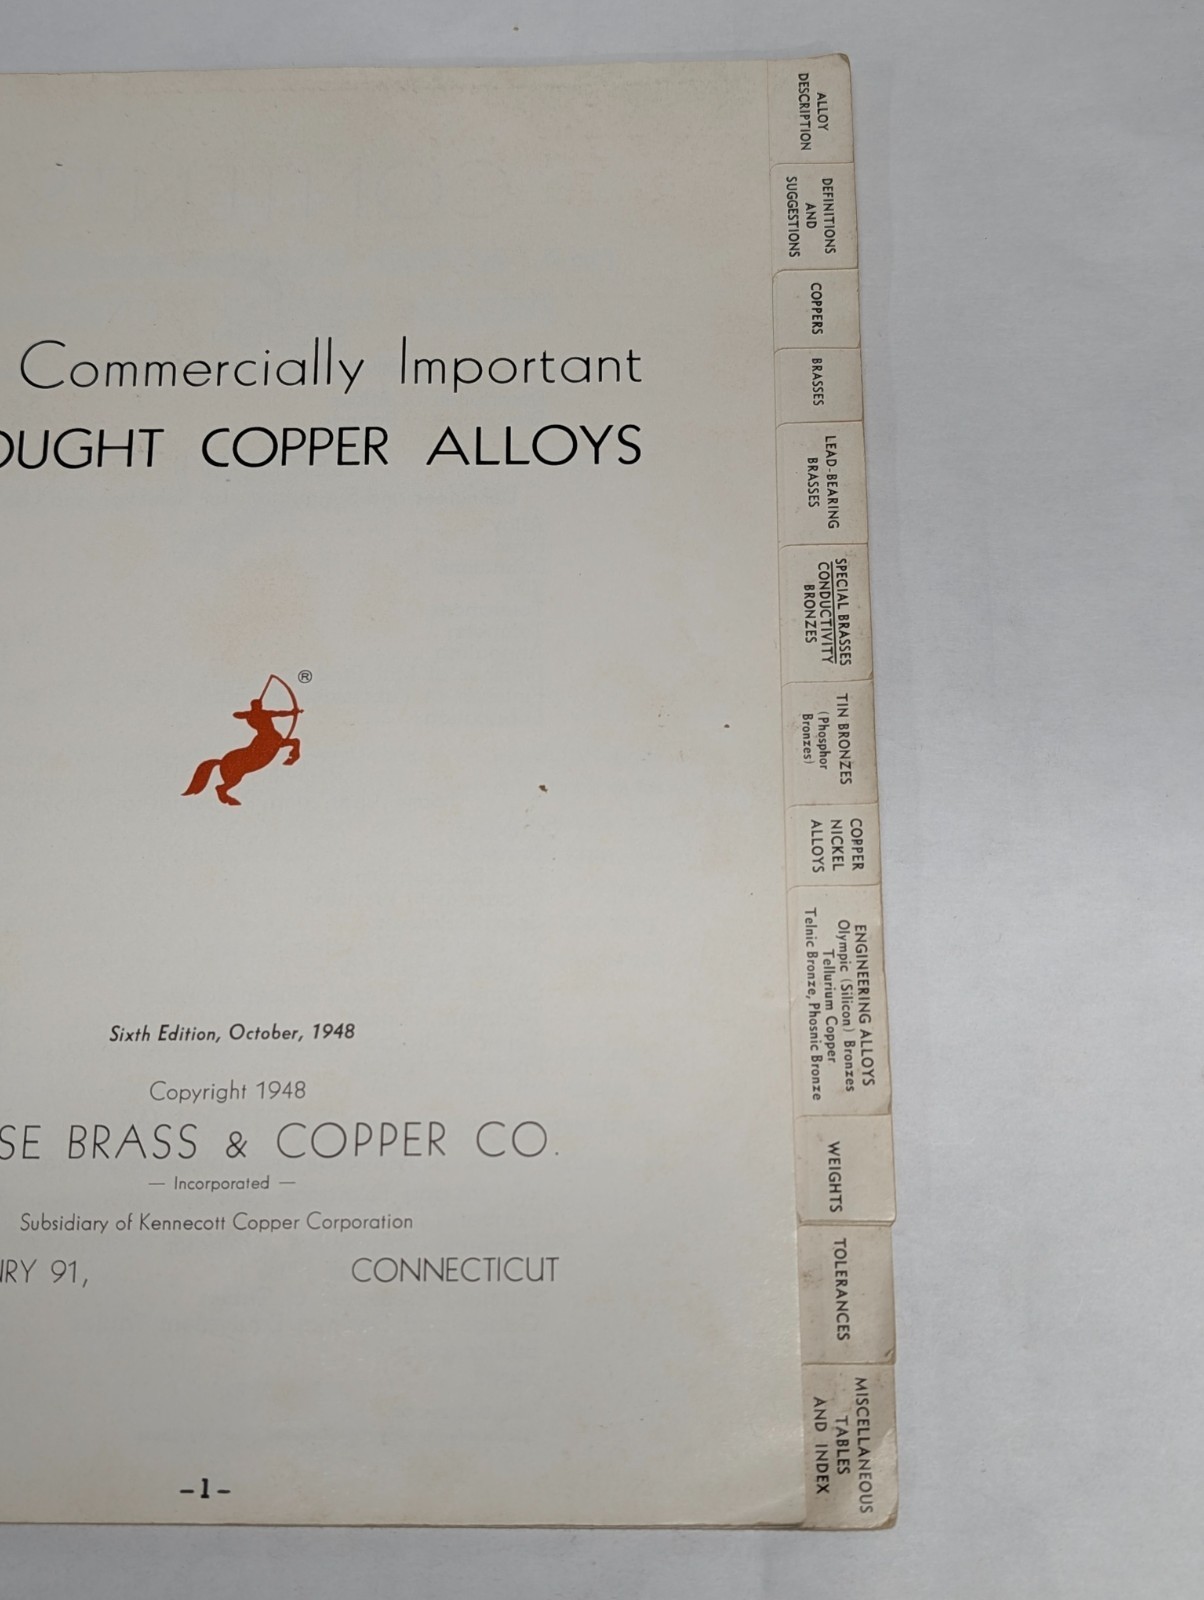 Commercially Important
OUGHT COPPER ALLOYS
®
Sixth Edition, October, 1948
Copyright 1948
SE BRASS & COPPER CO.
— Incorporated —
Subsidiary of Kennecott Copper Corporation
RY 91, CONNECTICUT
-1-
ALLOY
DESCRIPTION
DEFINITIONS
AND
SUGGESTIONS
COPPERS
BRASSES
LEAD-BEARING
BRASSES
SPECIAL BRASSES
CONDUCTIVITY
BRONZES
TIN BRONZES
(Phosphor
Bronzes)
COPPER
NICKEL
ALLOYS
ENGINEERING ALLOYS
Olympic (Silicon) Bronzes
Tellurium Copper
Telnic Bronze, Phosnic Bronze
WEIGHTS
TOLERANCES
MISCELLANEOUS
TABLES
AND INDEX